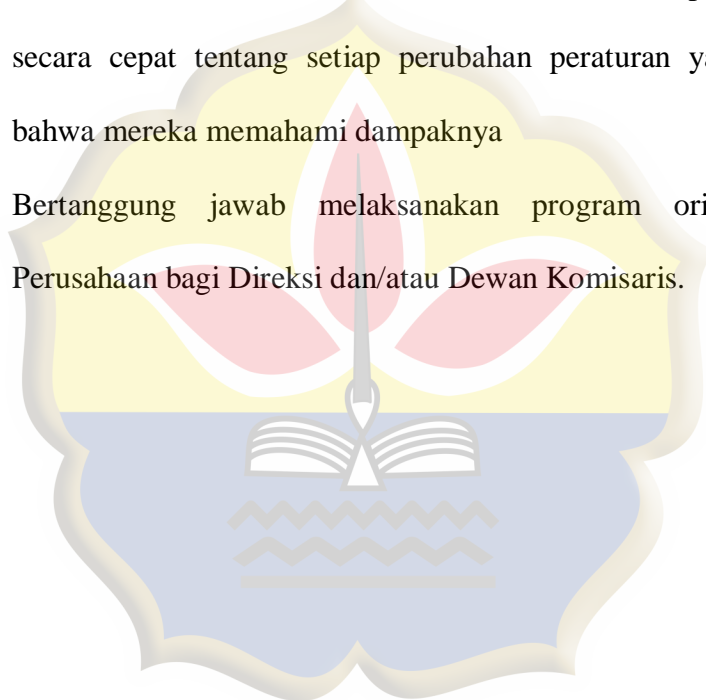 secara cepat tentang setiap perubahan peraturan
bahwa mereka memahami dampaknya
Bertanggung jawab melaksanakan program
Perusahaan bagi Direksi dan/atau Dewan Komisaris.